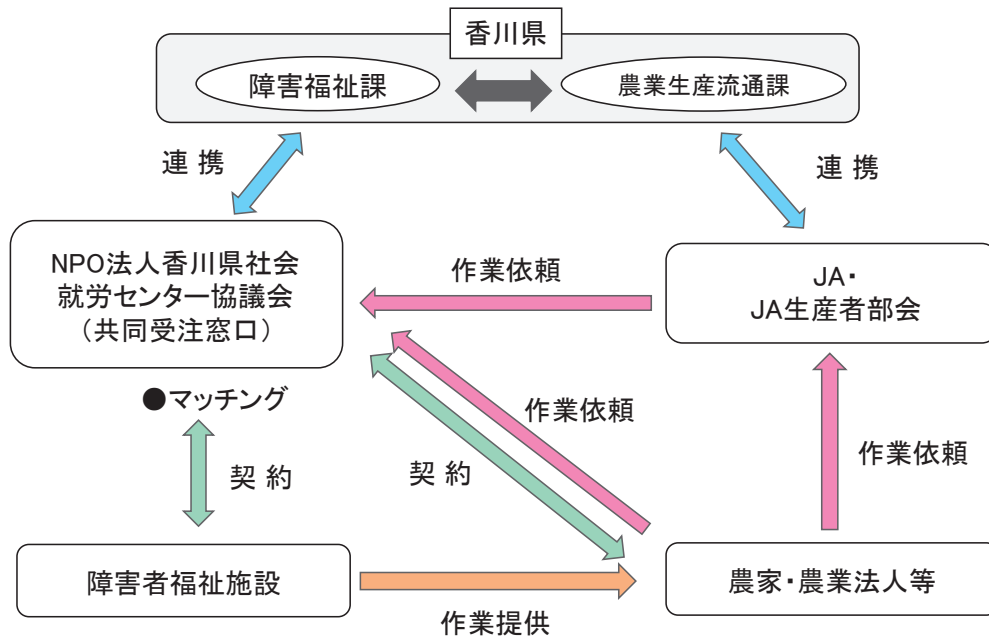 香川県
障害福祉課
農業生産流通課
連 携
連 携
NPO法人香川県社会
就労センター協議会
（共同受注窓口）
作業依頼
JA・
JA生産者部会
●マッチング
作業依頼
契 約
契 約
作業依頼
障害者福祉施設
作業提供
農家・農業法人等